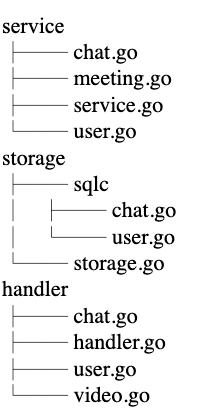 service
chat.go
meeting.go
service.go
user.go
storage
sqlc
chat.go
user.go
storage.go
handler
chat.go
handler.go
user.go
video.go